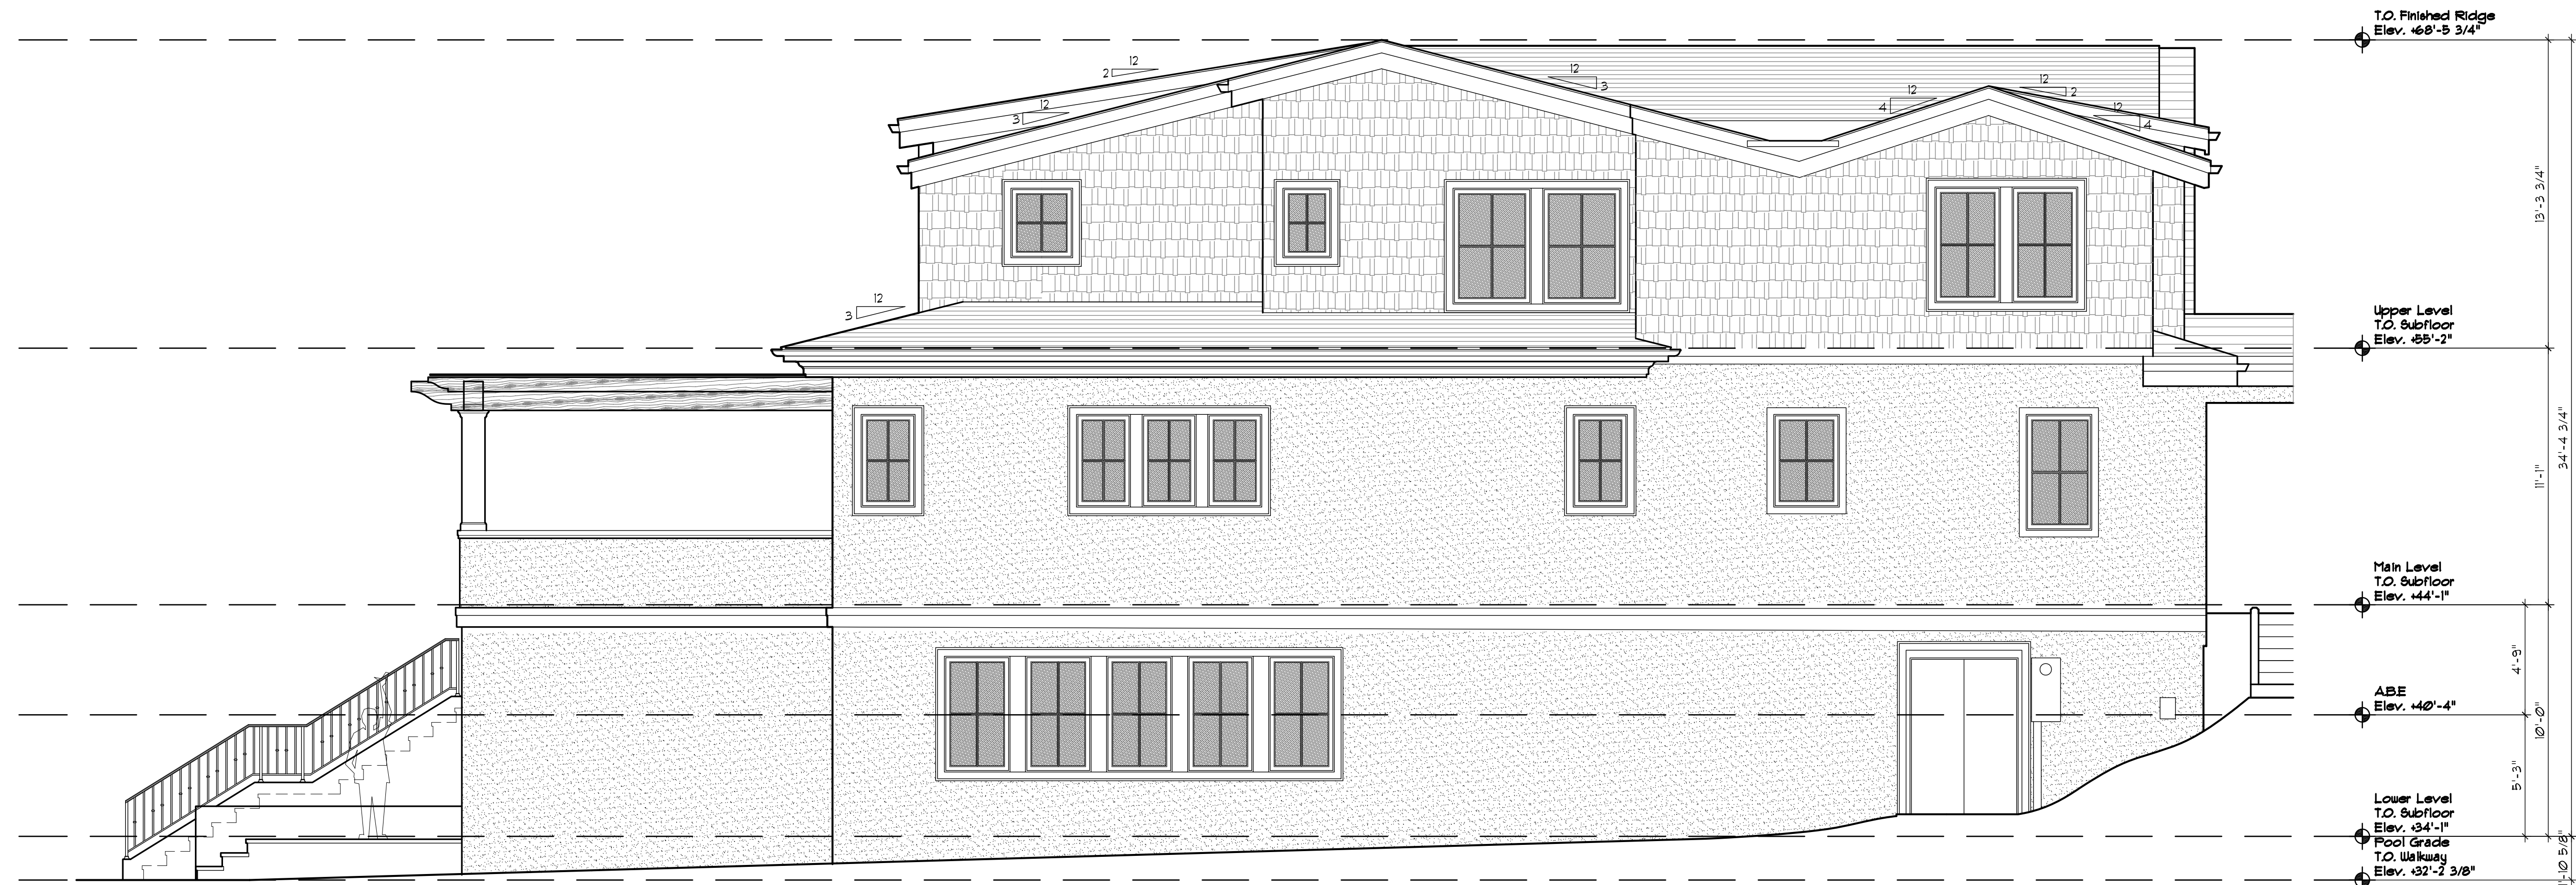 T.O. Finished Ridge
Elev. +68'-5 3/4"
12
2
12
3
12
3
12
4
12
2
12
4
13'-3 3/4"
12
3
Upper Level
T.O. Subfloor
Elev. +55'-2"
11'-1"
34'-4 3/4"
Main Level
T.O. Subfloor
Elev. +44'-1"
4'-9"
A.B.E
Elev. +40'-4"
10'-0"
5'-3"
Lower Level
T.O. Subfloor
Elev. +34'-1"
Pool Grade
T.O. Walkway
Elev. +32'-2 3/8"
1'-10 5/8"